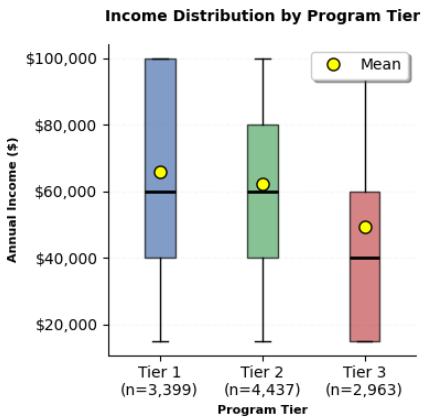 Income Distribution by Program Tier
Mean
Annual Income ($)
$100,000
$80,000
$60,000
$40,000
$20,000
Tier 1 Tier 2 Tier 3
(n=3,399) (n=4,437) (n=2,963)
Program Tier